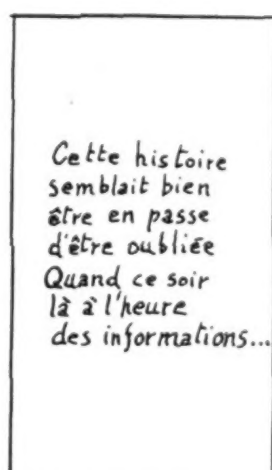 Cette histoire
semblait bien
être en passe
d'être oubliée
Quand ce soir
là à l'heure
des informations...